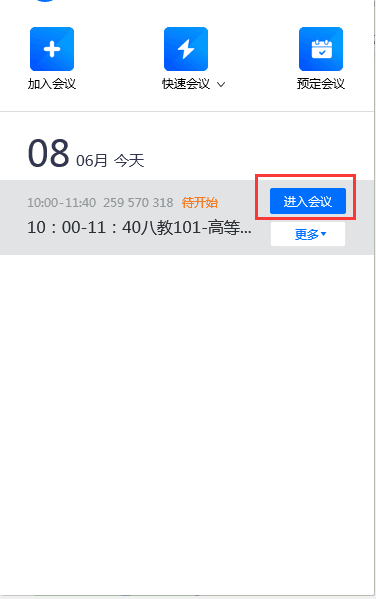 加入会议 快速会议 预定会议
08 06月 今天
10:00-11:40 259 570 318 待开始
进入会议
10：00-11：40八教101-高等...
更多